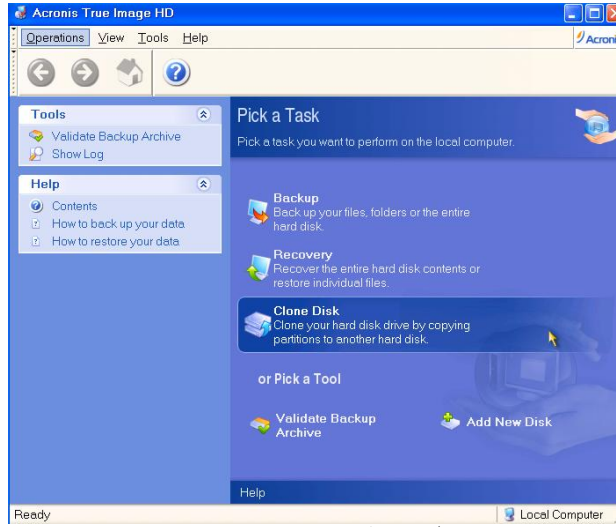 Acronis True Image HD
Operations View Tools Help
Acroni
Tools
Validate Backup Archive
Show Log
Help
Contents
How to back up your data
How to restore your data
Pick a Task
Pick a task you want to perform on the local computer.
Backup
Back up your files, folders or the entire
hard disk.
Recovery
Recover the entire hard disk contents or
restore individual files.
Clone Disk
Clone your hard disk drive by copying
partitions to another hard disk.
or Pick a Tool
Validate Backup
Archive
Add New Disk
Help
Ready
Local Computer